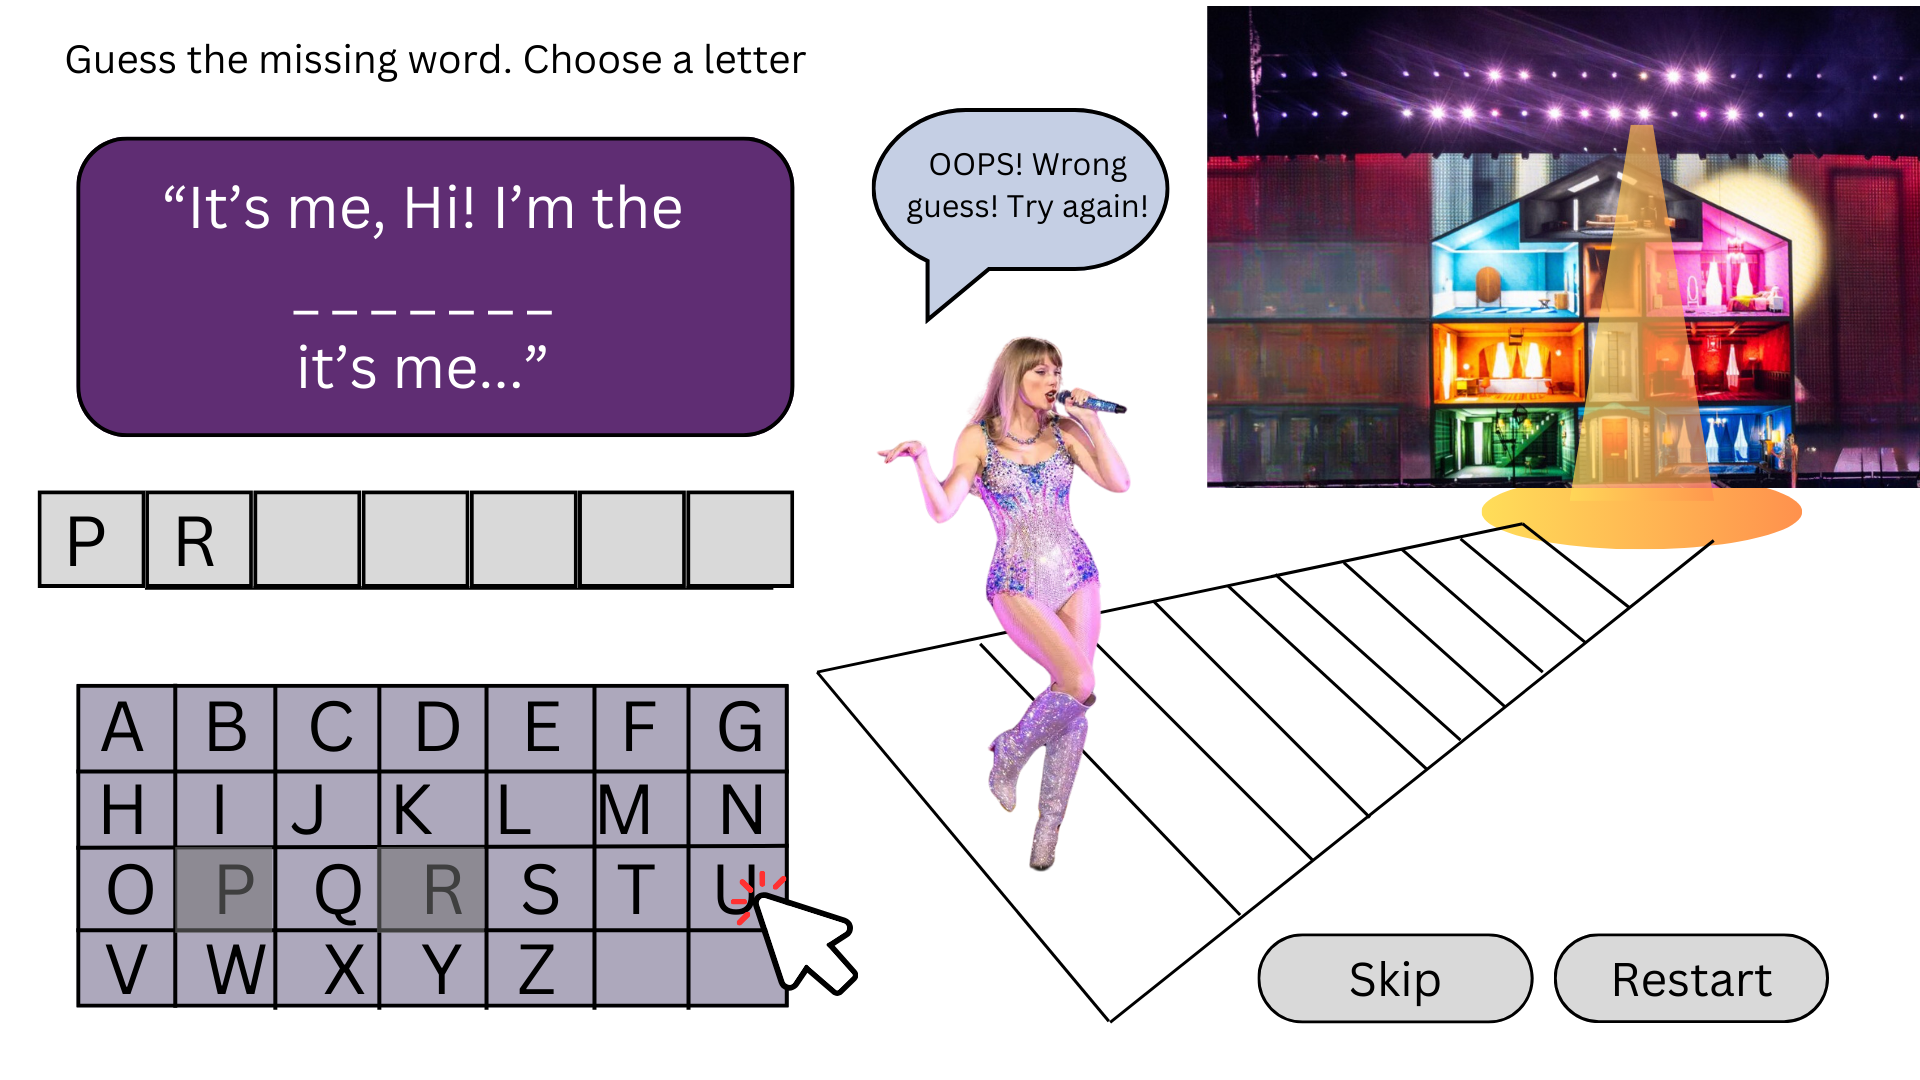 Guess the missing word. Choose a letter
“It’s me, Hi! I’m the
_ _ _ _ _ _ _
it’s me...”
OOPS! Wrong
guess! Try again!
P R
A B C D E F G
H I J K L M N
O P Q R S T U
V W X Y Z
Skip
Restart